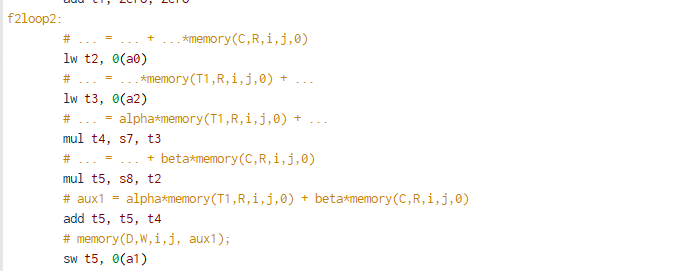 add t1, zero, zero
f2loop2:
# ... = ... + ...*memory(C,R,i,j,0)
lw t2, 0(a0)
# ... = ...*memory(T1,R,i,j,0) + ...
lw t3, 0(a2)
# ... = alpha*memory(T1,R,i,j,0) + ...
mul t4, s7, t3
# ... = ... + beta*memory(C,R,i,j,0)
mul t5, s8, t2
# aux1 = alpha*memory(T1,R,i,j,0) + beta*memory(C,R,i,j,0)
add t5, t5, t4
# memory(D,W,i,j, aux1);
sw t5, 0(a1)